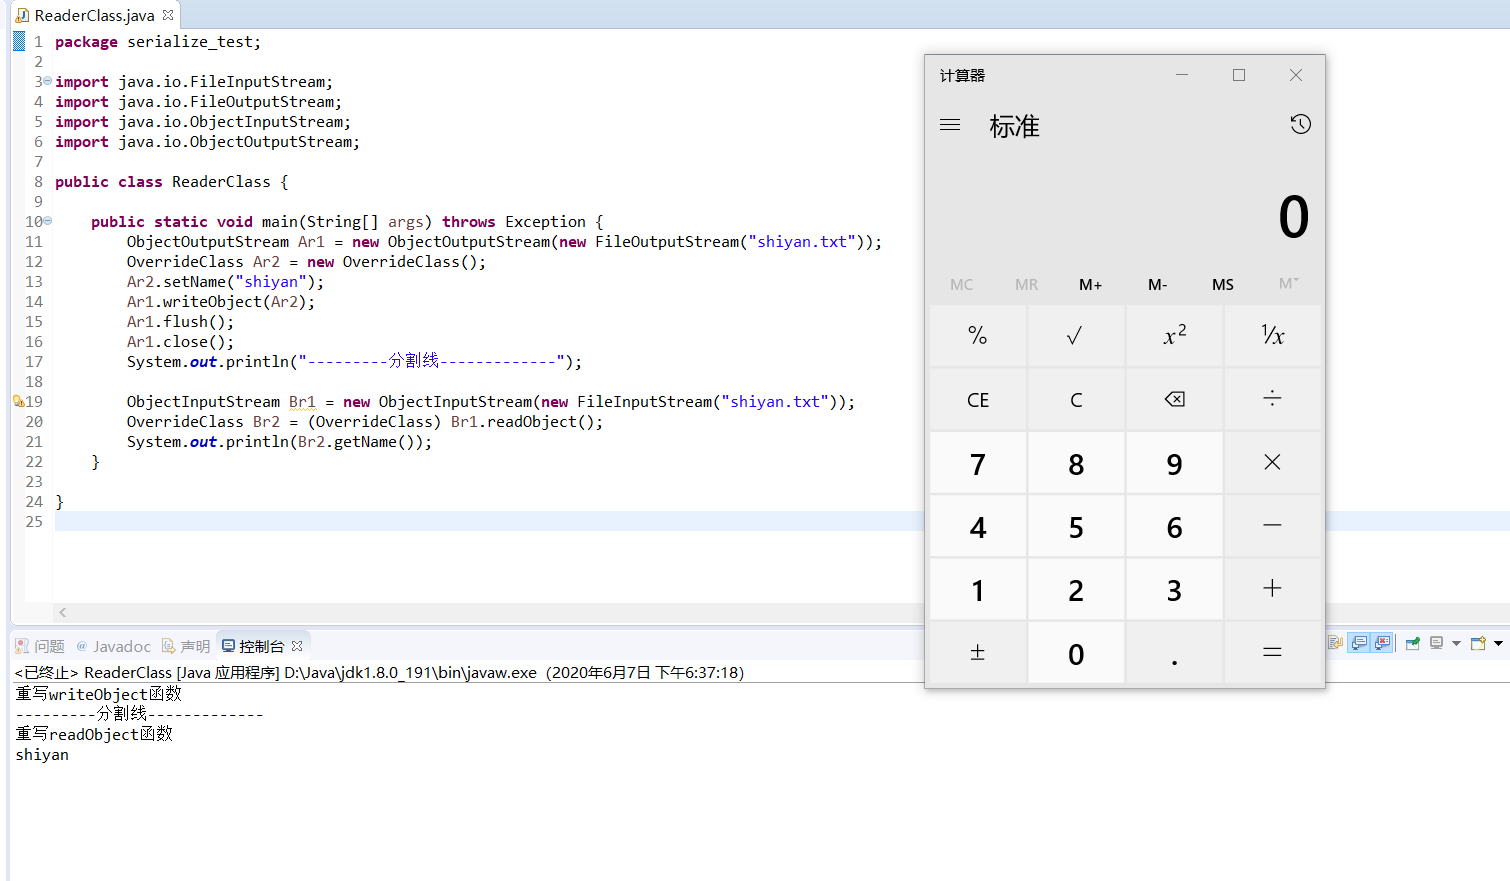 ReaderClass.java
1 package serialize_test;
2
3 import java.io.FileInputStream;
4 import java.io.FileOutputStream;
5 import java.io.ObjectInputStream;
6 import java.io.ObjectOutputStream;
7
8 public class ReaderClass {
9
10     public static void main(String[] args) throws Exception {
11         ObjectOutputStream Ar1 = new ObjectOutputStream(new FileOutputStream("shiyan.txt"));
12         OverrideClass Ar2 = new OverrideClass();
13         Ar2.setName("shiyan");
14         Ar1.writeObject(Ar2);
15         Ar1.flush();
16         Ar1.close();
17         System.out.println("---------分割线-------------");
18
19         ObjectInputStream Br1 = new ObjectInputStream(new FileInputStream("shiyan.txt"));
20         OverrideClass Br2 = (OverrideClass) Br1.readObject();
21         System.out.println(Br2.getName());
22     }
23
24 }
25
计算器
标准
0
MC MR M+ M- MS M˅
% √ x² ¹/x
CE C ⌫ ÷
7 8 9 ×
4 5 6 −
1 2 3 +
± 0 . =
问题 @ Javadoc 声明 控制台
<已终止> ReaderClass [Java 应用程序] D:\Java\jdk1.8.0_191\bin\javaw.exe (2020年6月7日 下午6:37:18)
重写writeObject函数
---------分割线-------------
重写readObject函数
shiyan